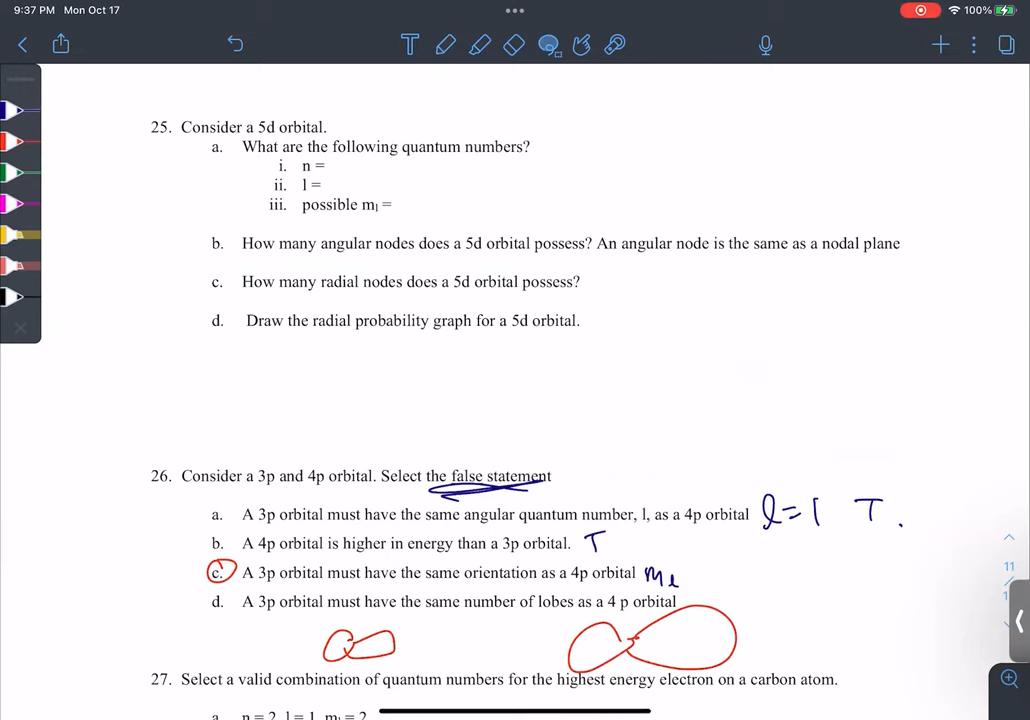 9:37 PM Mon Oct 17
100%
25. Consider a 5d orbital.
a. What are the following quantum numbers?
i. n =
ii. l =
iii. possible ml =
b. How many angular nodes does a 5d orbital possess? An angular node is the same as a nodal plane
c. How many radial nodes does a 5d orbital possess?
d. Draw the radial probability graph for a 5d orbital.
26. Consider a 3p and 4p orbital. Select the false statement
a. A 3p orbital must have the same angular quantum number, l, as a 4p orbital l=1 T.
b. A 4p orbital is higher in energy than a 3p orbital. T
c. A 3p orbital must have the same orientation as a 4p orbital ml
d. A 3p orbital must have the same number of lobes as a 4 p orbital
27. Select a valid combination of quantum numbers for the highest energy electron on a carbon atom.
a. n = 2, l = 1, ml = 2
11